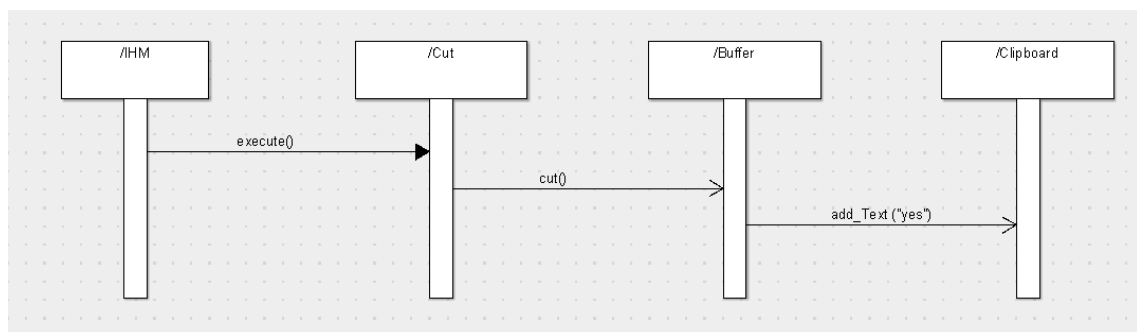 /IHM
/Cut
/Buffer
/Clipboard
execute()
cut()
add_Text ("yes")